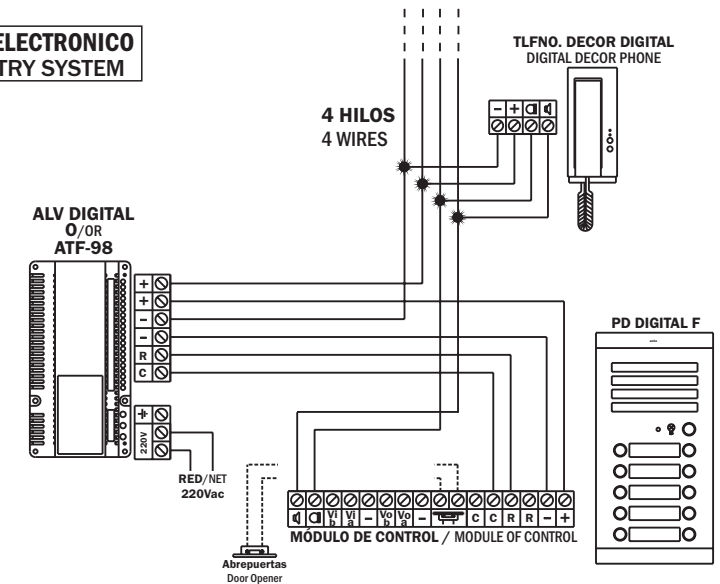 ELECTRONICO
TRY SYSTEM
TLFNO. DECOR DIGITAL
DIGITAL DECOR PHONE
4 HILOS
4 WIRES
- +
ALV DIGITAL
O/OR
ATF-98
+
+
-
-
R
C
220V
RED/NET
220Vac
PD DIGITAL F
Vi b Vi a - Vo b Vo a - C C R R - +
MÓDULO DE CONTROL / MODULE OF CONTROL
Abrepuertas
Door Opener